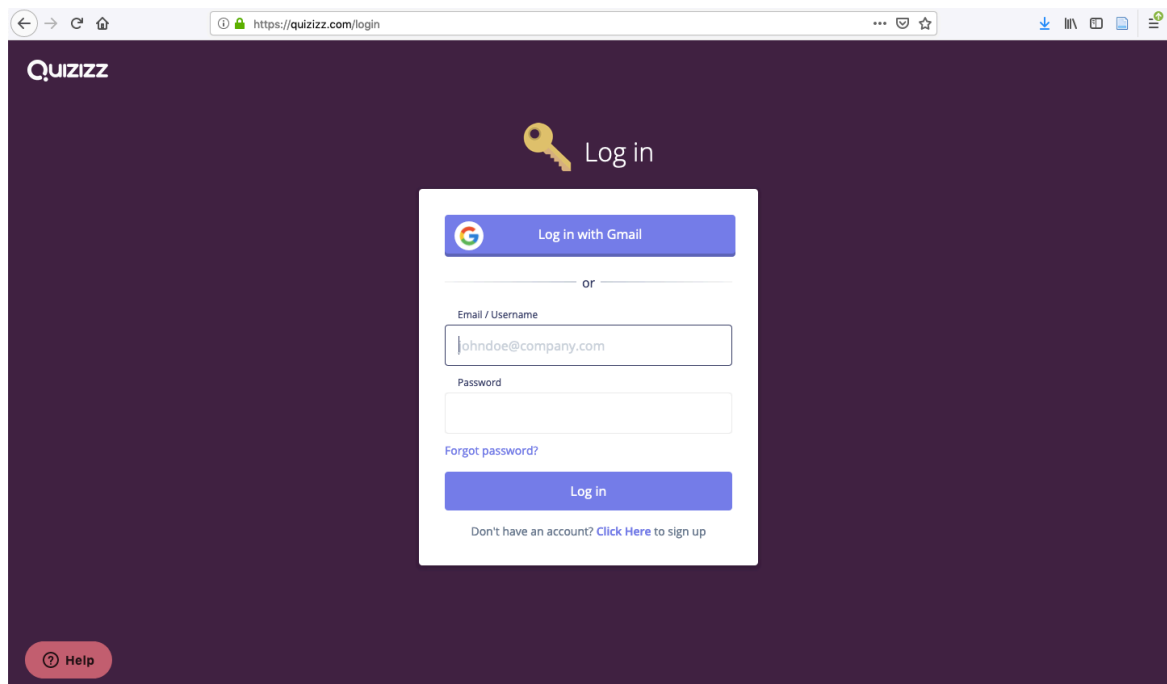 https://quizizz.com/login
Quizizz
Log in
Log in with Gmail
or
Email / Username
johndoe@company.com
Password
Forgot password?
Log in
Don't have an account? Click Here to sign up
Help